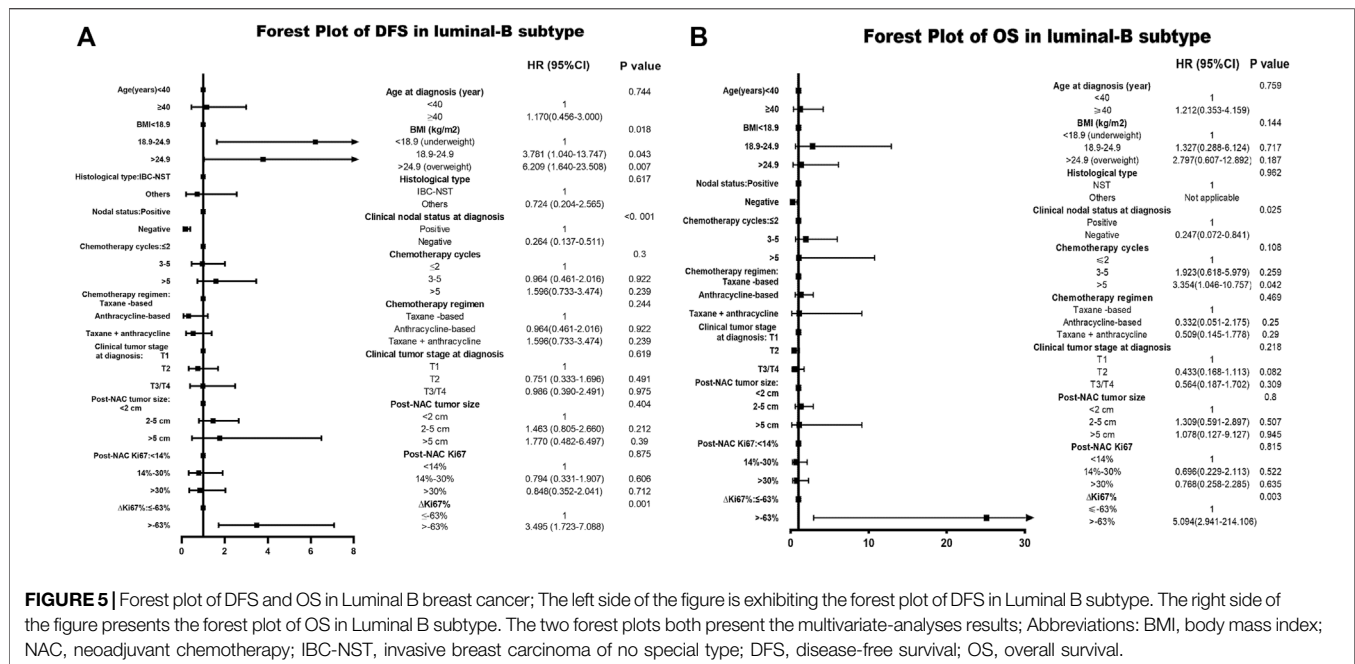 A
Forest Plot of DFS in luminal-B subtype
HR (95%CI) P value
Age(years)<40
≥40
BMI<18.9
18.9-24.9
>24.9
Histological type:IBC-NST
Others
Nodal status:Positive
Negative
Chemotherapy cycles:≤2
3-5
>5
Chemotherapy regimen:
Taxane -based
Anthracycline-based
Taxane + anthracycline
Clinical tumor stage
at diagnosis: T1
T2
T3/T4
Post-NAC tumor size:
<2 cm
2-5 cm
>5 cm
Post-NAC Ki67:<14%
14%-30%
>30%
ΔKi67%:≤-63%
>-63%
0 2 4 6 8
Age at diagnosis (year) 0.744
<40 1
≥40 1.170(0.456-3.000)
BMI (kg/m2) 0.018
<18.9 (underweight) 1
18.9-24.9 3.781 (1.040-13.747) 0.043
>24.9 (overweight) 6.209 (1.640-23.508) 0.007
Histological type 0.617
IBC-NST 1
Others 0.724 (0.204-2.565)
Clinical nodal status at diagnosis <0. 001
Positive 1
Negative 0.264 (0.137-0.511)
Chemotherapy cycles 0.3
≤2 1
3-5 0.964 (0.461-2.016) 0.922
>5 1.596(0.733-3.474) 0.239
Chemotherapy regimen 0.244
Taxane -based 1
Anthracycline-based 0.964(0.461-2.016) 0.922
Taxane + anthracycline 1.596(0.733-3.474) 0.239
Clinical tumor stage at diagnosis 0.619
T1 1
T2 0.751 (0.333-1.696) 0.491
T3/T4 0.986 (0.390-2.491) 0.975
Post-NAC tumor size 0.404
<2 cm 1
2-5 cm 1.463 (0.805-2.660) 0.212
>5 cm 1.770 (0.482-6.497) 0.39
Post-NAC Ki67 0.875
<14% 1
14%-30% 0.794 (0.331-1.907) 0.606
>30% 0.848(0.352-2.041) 0.712
ΔKi67% 0.001
≤-63% 1
>-63% 3.495 (1.723-7.088)
B
Forest Plot of OS in luminal-B subtype
HR (95%CI) P value
Age(years)<40
≥40
BMI<18.9
18.9-24.9
>24.9
Nodal status:Positive
Negative
Chemotherapy cycles:≤2
3-5
>5
Chemotherapy regimen:
Taxane -based
Anthracycline-based
Taxane + anthracycline
Clinical tumor stage
at diagnosis: T1
T2
T3/T4
Post-NAC tumor size:
<2 cm
2-5 cm
>5 cm
Post-NAC Ki67:<14%
14%-30%
>30%
ΔKi67%:≤-63%
>-63%
0 10 20 30
Age at diagnosis (year) 0.759
<40 1
≥40 1.212(0.353-4.159)
BMI (kg/m2) 0.144
<18.9 (underweight) 1
18.9-24.9 1.327(0.288-6.124) 0.717
>24.9 (overweight) 2.797(0.607-12.892) 0.187
Histological type 0.962
NST 1
Others Not applicable
Clinical nodal status at diagnosis 0.025
Positive 1
Negative 0.247(0.072-0.841)
Chemotherapy cycles 0.108
≤2 1
3-5 1.923(0.618-5.979) 0.259
>5 3.354(1.046-10.757) 0.042
Chemotherapy regimen 0.469
Taxane -based 1
Anthracycline-based 0.332(0.051-2.175) 0.25
Taxane + anthracycline 0.509(0.145-1.778) 0.29
Clinical tumor stage at diagnosis 0.218
T1 1
T2 0.433(0.168-1.113) 0.082
T3/T4 0.564(0.187-1.702) 0.309
Post-NAC tumor size 0.8
<2 cm 1
2-5 cm 1.309(0.591-2.897) 0.507
>5 cm 1.078(0.127-9.127) 0.945
Post-NAC Ki67 0.815
<14% 1
14%-30% 0.696(0.229-2.113) 0.522
>30% 0.768(0.258-2.285) 0.635
ΔKi67% 0.003
≤-63% 1
>-63% 5.094(2.941-214.106)
FIGURE 5 | Forest plot of DFS and OS in Luminal B breast cancer; The left side of the figure is exhibiting the forest plot of DFS in Luminal B subtype. The right side of
the figure presents the forest plot of OS in Luminal B subtype. The two forest plots both present the multivariate-analyses results; Abbreviations: BMI, body mass index;
NAC, neoadjuvant chemotherapy; IBC-NST, invasive breast carcinoma of no special type; DFS, disease-free survival; OS, overall survival.